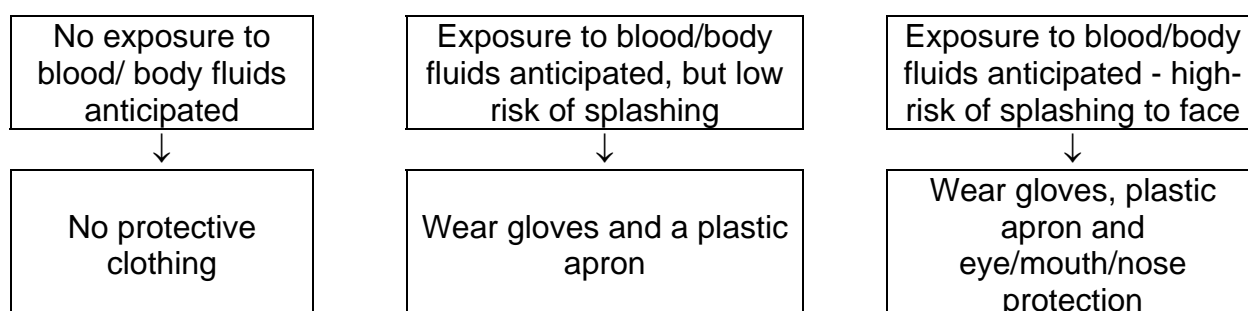 No exposure to
blood/ body fluids
anticipated
Exposure to blood/body
fluids anticipated, but low
risk of splashing
Exposure to blood/body
fluids anticipated - high-
risk of splashing to face
↓
↓
↓
No protective
clothing
Wear gloves and a plastic
apron
Wear gloves, plastic
apron and
eye/mouth/nose
protection